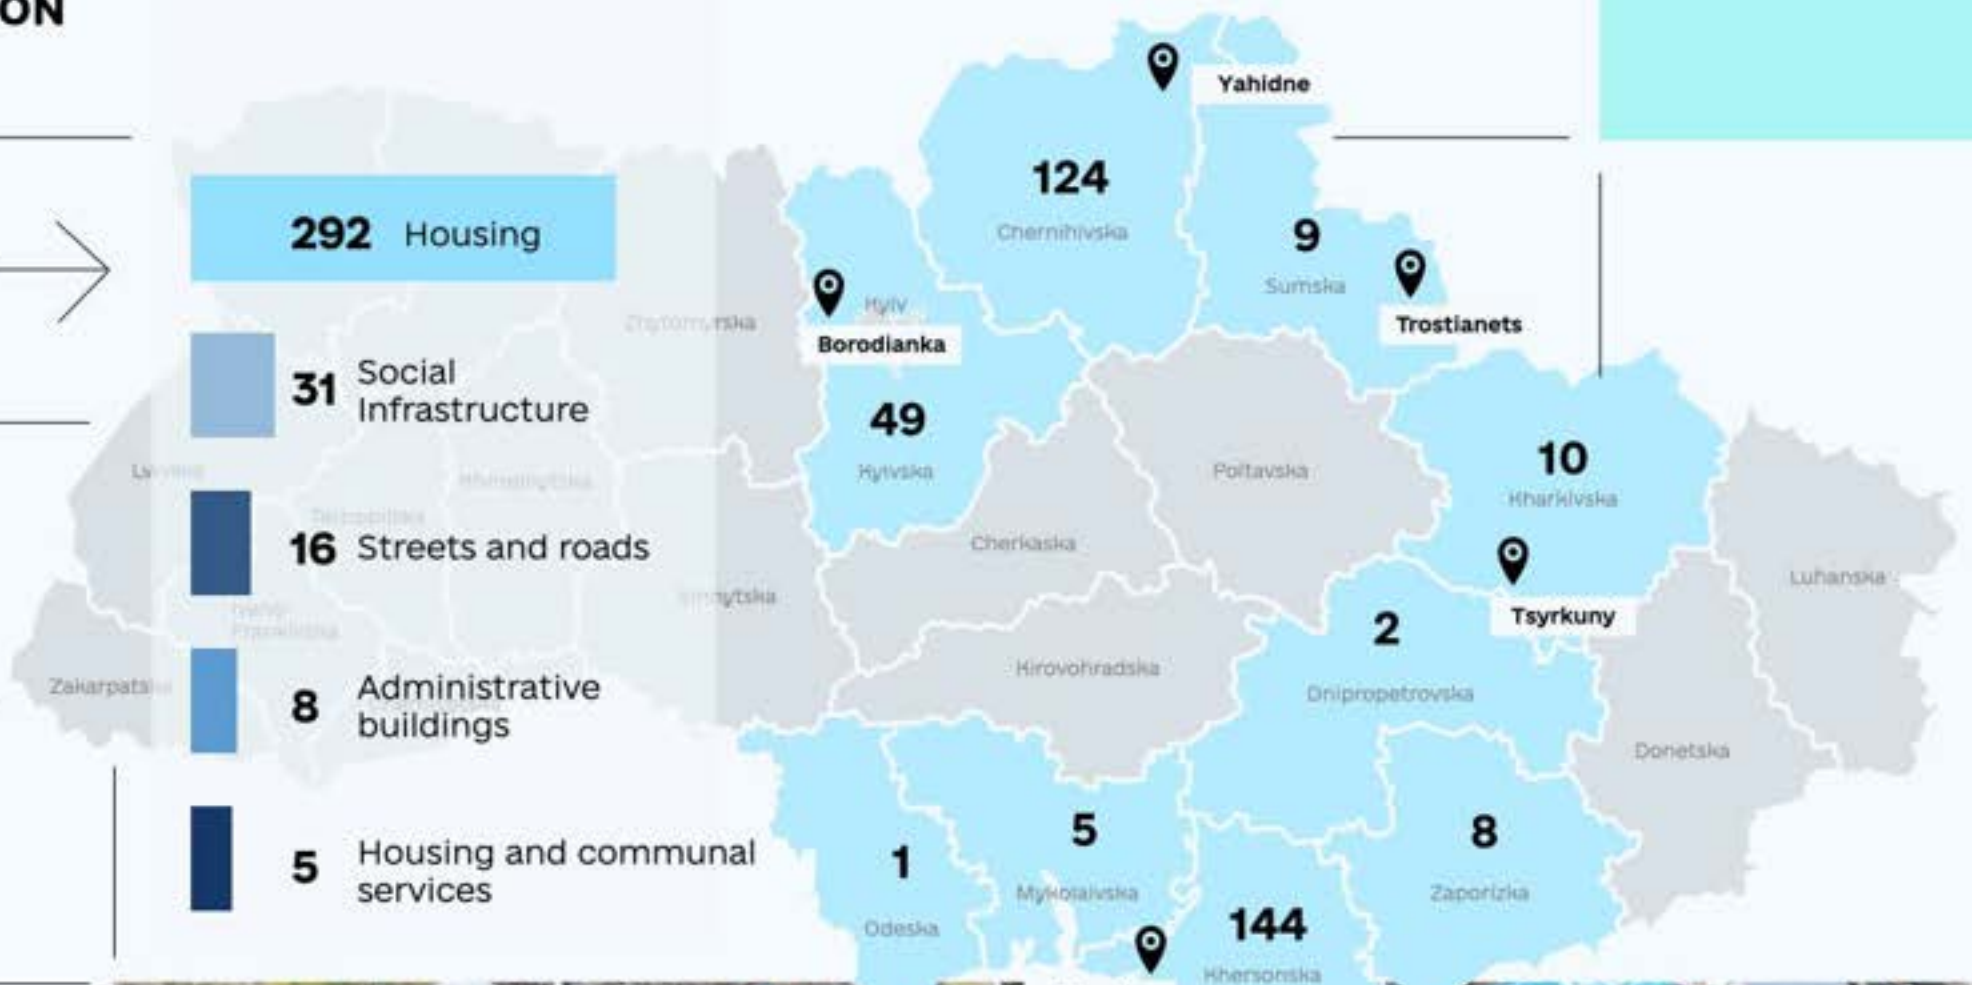 ON
292 Housing
31 Social
Infrastructure
16 Streets and roads
8 Administrative
buildings
5 Housing and communal
services
Yahidne
124
Chernihivska
9
Sumska
Trostianets
Kyiv
Borodianka
49
Kyivska
Zhytomyrska
Poltavska
10
Kharkivska
Tsyrkuny
Luhanska
Cherkaska
Kirovohradska
2
Dnipropetrovska
Donetska
Zakarpatska
1
Odeska
5
Mykolaivska
144
Khersonska
8
Zaporizka